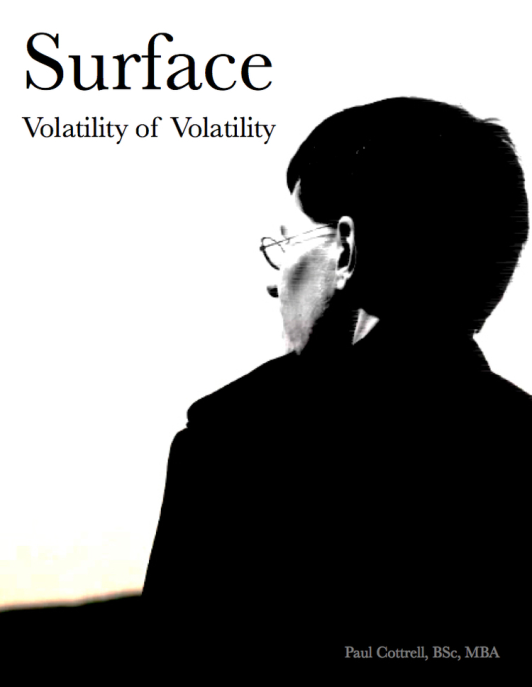 Surface
Volatility of Volatility
Paul Cottrell, BSc, MBA